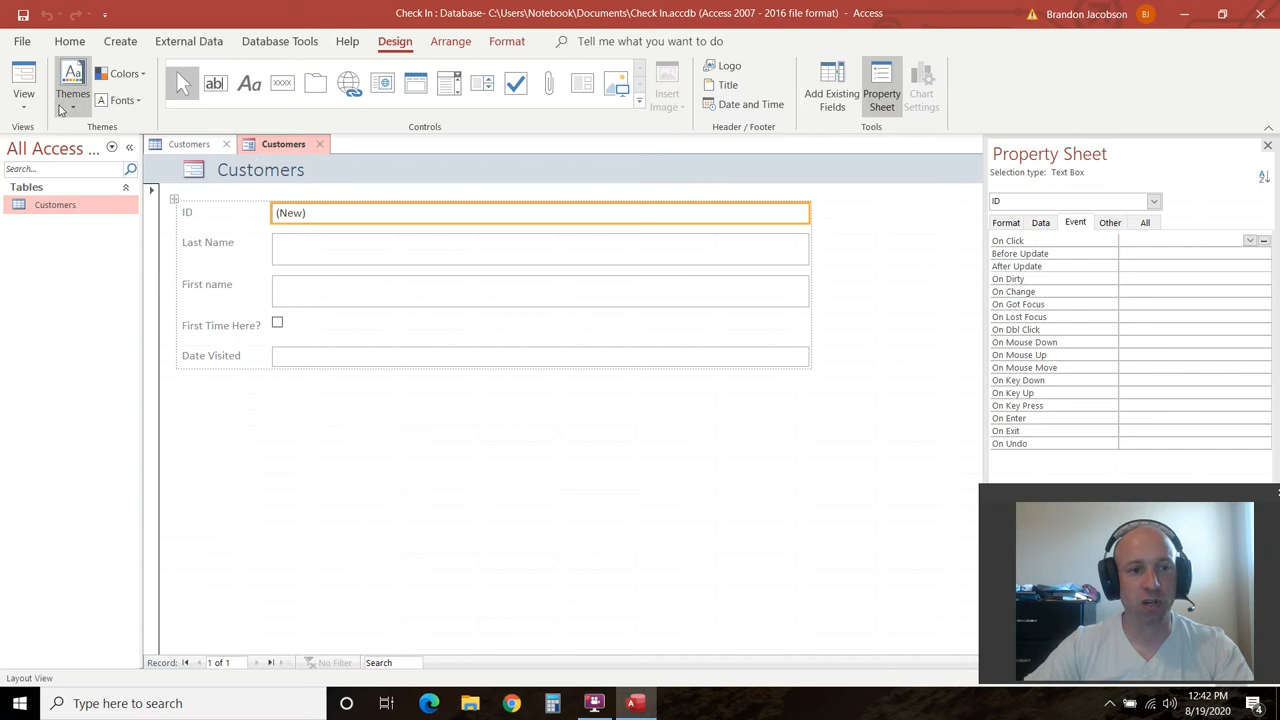 Check In : Database- C:\Users\Notebook\Documents\Check In.accdb (Access 2007 - 2016 file format) - Access
Brandon Jacobson
BJ
File
Home
Create
External Data
Database Tools
Help
Design
Arrange
Format
Tell me what you want to do
View
Views
Themes
Colors
Fonts
Themes
Controls
Insert
Image
Logo
Title
Date and Time
Header / Footer
Add Existing
Fields
Property
Sheet
Chart
Settings
Tools
All Access ...
Search...
Tables
Customers
Customers
Customers
Customers
ID
(New)
Last Name
First name
First Time Here?
Date Visited
Property Sheet
Selection type: Text Box
ID
Format
Data
Event
Other
All
On Click
Before Update
After Update
On Dirty
On Change
On Got Focus
On Lost Focus
On Dbl Click
On Mouse Down
On Mouse Up
On Mouse Move
On Key Down
On Key Up
On Key Press
On Enter
On Exit
On Undo
Record:
1 of 1
No Filter
Search
Layout View
Type here to search
12:42 PM
8/19/2020
4